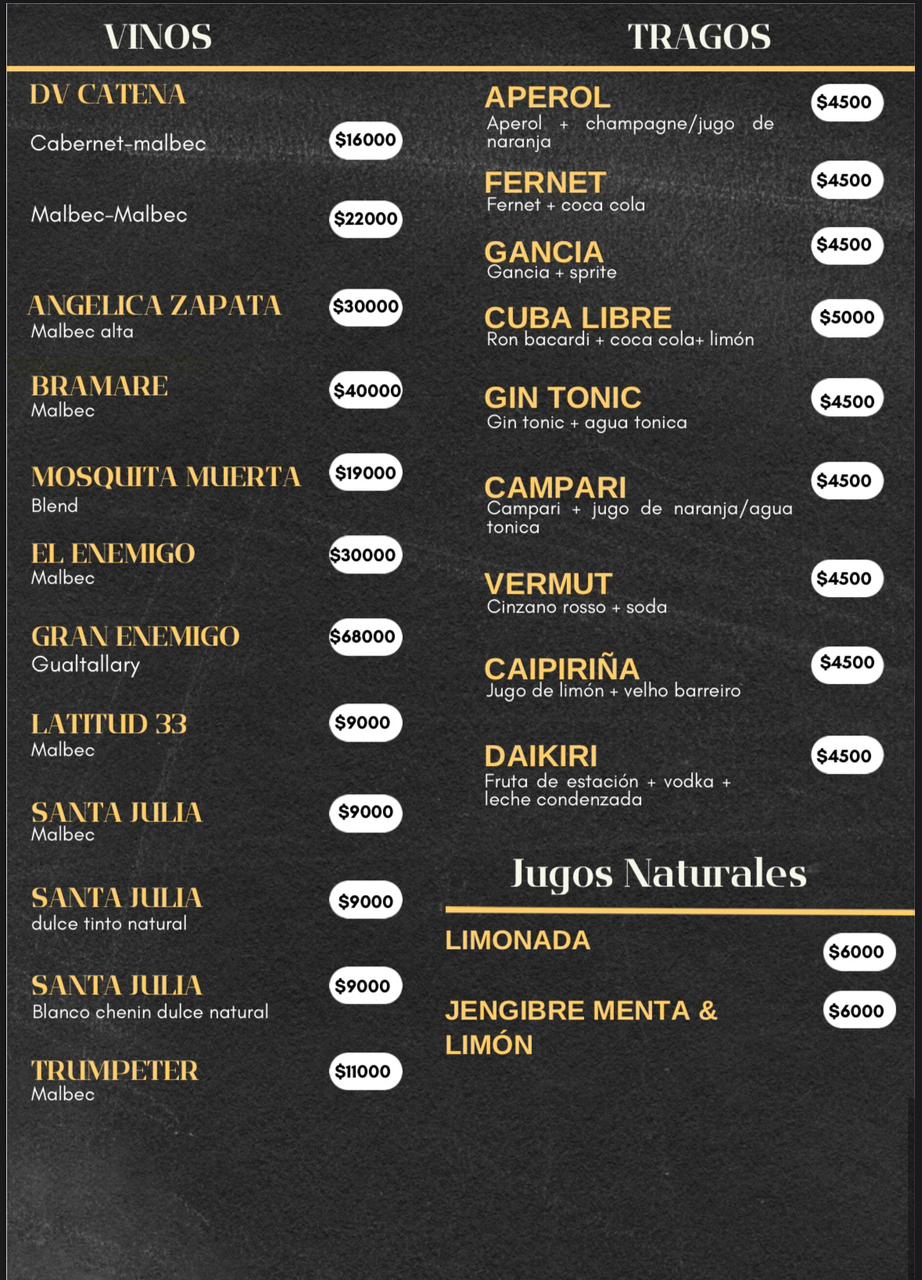 VINOS
DV CATENA
Cabernet-malbec $16000
Malbec-Malbec $22000
ANGELICA ZAPATA $30000
Malbec alta
BRAMARE $40000
Malbec
MOSQUITA MUERTA $19000
Blend
EL ENEMIGO $30000
Malbec
GRAN ENEMIGO $68000
Gualtallary
LATITUD 33 $9000
Malbec
SANTA JULIA $9000
Malbec
SANTA JULIA $9000
dulce tinto natural
SANTA JULIA $9000
Blanco chenin dulce natural
TRUMPETER $11000
Malbec
TRAGOS
APEROL $4500
Aperol + champagne/jugo de
naranja
FERNET $4500
Fernet + coca cola
GANCIA $4500
Gancia + sprite
CUBA LIBRE $5000
Ron bacardi + coca cola+ limón
GIN TONIC $4500
Gin tonic + agua tonica
CAMPARI $4500
Campari + jugo de naranja/agua
tonica
VERMUT $4500
Cinzano rosso + soda
CAIPIRIÑA $4500
Jugo de limón + velho barreiro
DAIKIRI $4500
Fruta de estación + vodka +
leche condenzada
Jugos Naturales
LIMONADA $6000
JENGIBRE MENTA & $6000
LIMÓN